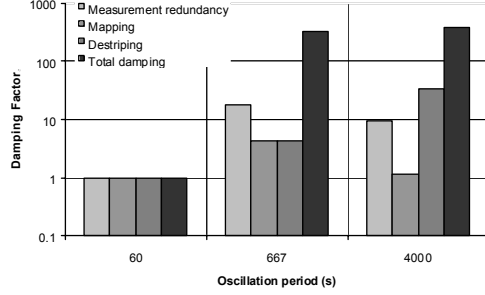 1000
Measurement redundancy
Mapping
Destriping
Total damping
100
10
1
0.1
Damping Factor
60
667
4000
Oscillation period (s)